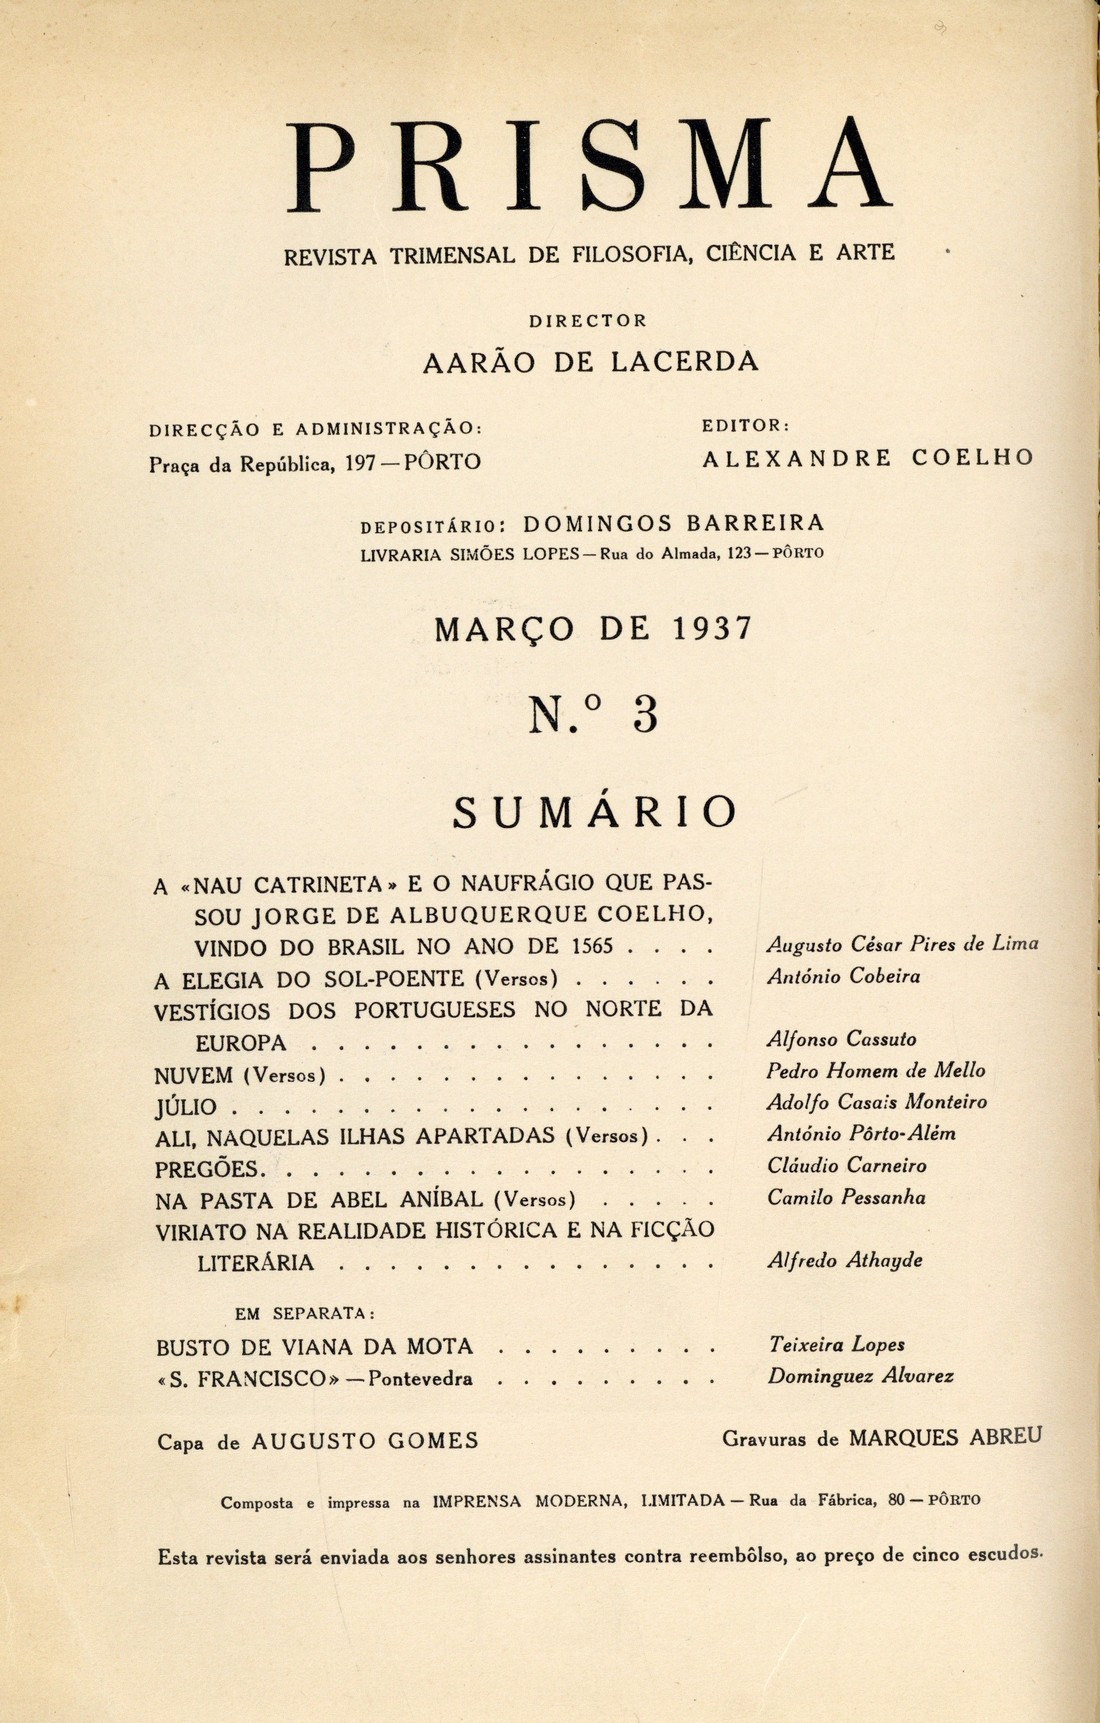 PRISMA
REVISTA TRIMENSAL DE FILOSOFIA, CIÊNCIA E ARTE
DIRECTOR
AARÃO DE LACERDA
DIRECÇÃO E ADMINISTRAÇÃO:
Praça da República, 197 — PÔRTO
EDITOR:
ALEXANDRE COELHO
DEPOSITÁRIO: DOMINGOS BARREIRA
LIVRARIA SIMÕES LOPES — Rua do Almada, 123 — PÔRTO
MARÇO DE 1937
N.º 3
SUMÁRIO
A «NAU CATRINETA» E O NAUFRÁGIO QUE PAS-
SOU JORGE DE ALBUQUERQUE COELHO,
VINDO DO BRASIL NO ANO DE 1565 . . . . Augusto César Pires de Lima
A ELEGIA DO SOL-POENTE (Versos) . . . . . . António Cobeira
VESTÍGIOS DOS PORTUGUESES NO NORTE DA
EUROPA . . . . . . . . . . . . . . . . Alfonso Cassuto
NUVEM (Versos) . . . . . . . . . . . . . . . Pedro Homem de Mello
JÚLIO . . . . . . . . . . . . . . . . . . . Adolfo Casais Monteiro
ALI, NAQUELAS ILHAS APARTADAS (Versos) . . . António Pôrto-Além
PREGÕES. . . . . . . . . . . . . . . . . . Cláudio Carneiro
NA PASTA DE ABEL ANÍBAL (Versos) . . . . . Camilo Pessanha
VIRIATO NA REALIDADE HISTÓRICA E NA FICÇÃO
LITERÁRIA . . . . . . . . . . . . . . . Alfredo Athayde
EM SEPARATA:
BUSTO DE VIANA DA MOTA . . . . . . . . . Teixeira Lopes
«S. FRANCISCO» — Pontevedra . . . . . . . . . Dominguez Alvarez
Capa de AUGUSTO GOMES
Gravuras de MARQUES ABREU
Composta e impressa na IMPRENSA MODERNA, LIMITADA — Rua da Fábrica, 80 — PÔRTO
Esta revista será enviada aos senhores assinantes contra reembôlso, ao preço de cinco escudos.